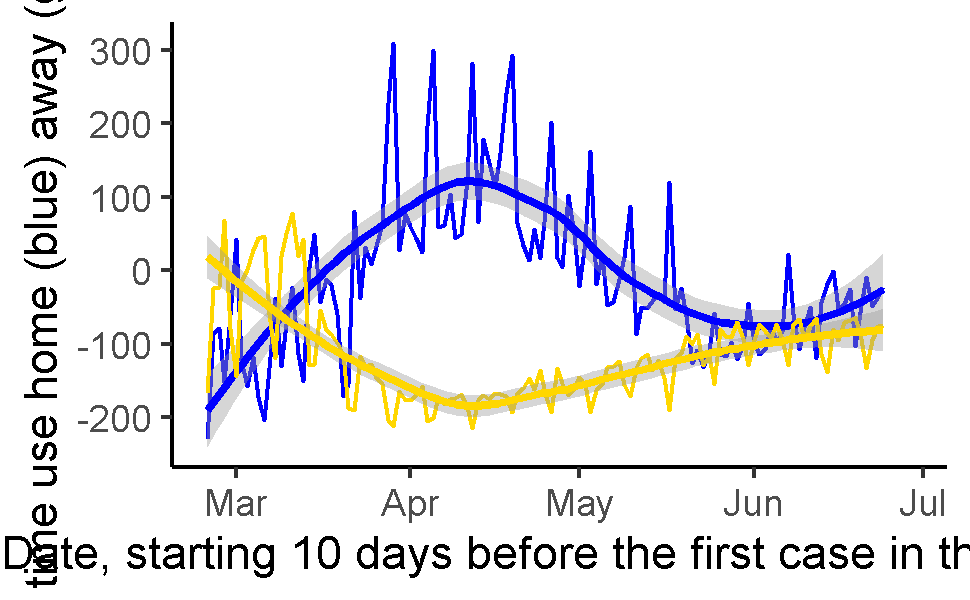 time use home (blue) away (
300
200
100
0
-100
-200
Mar Apr May Jun Jul
Date, starting 10 days before the first case in th